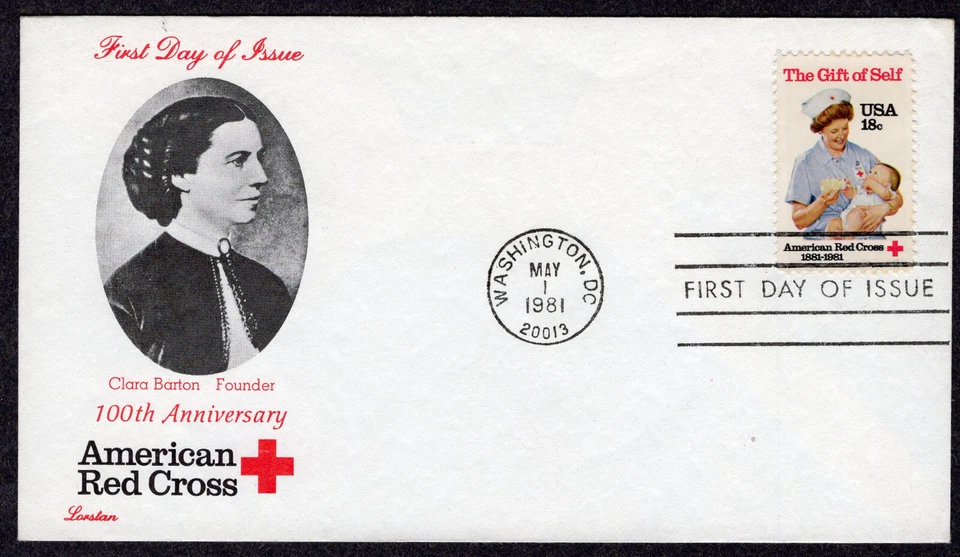 First Day of Issue
Clara Barton Founder
100th Anniversary
American
Red Cross
Lorstan
WASHINGTON, DC
MAY
1
1981
20013
The Gift of Self
USA
18c
American Red Cross
1881-1981
FIRST DAY OF ISSUE